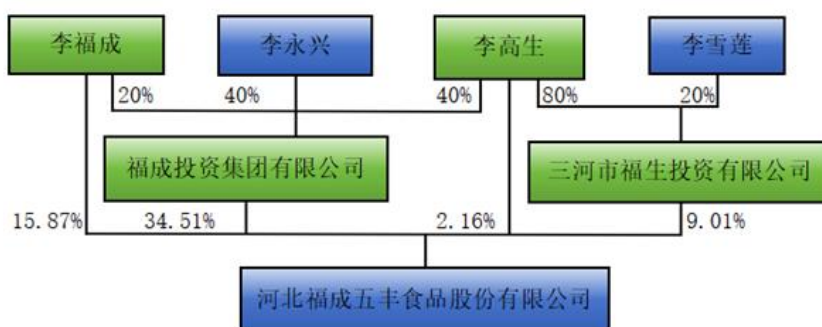 李福成
李永兴
李高生
李雪莲
20%
40%
40%
80%
20%
福成投资集团有限公司
三河市福生投资有限公司
15.87%
34.51%
2.16%
9.01%
河北福成五丰食品股份有限公司